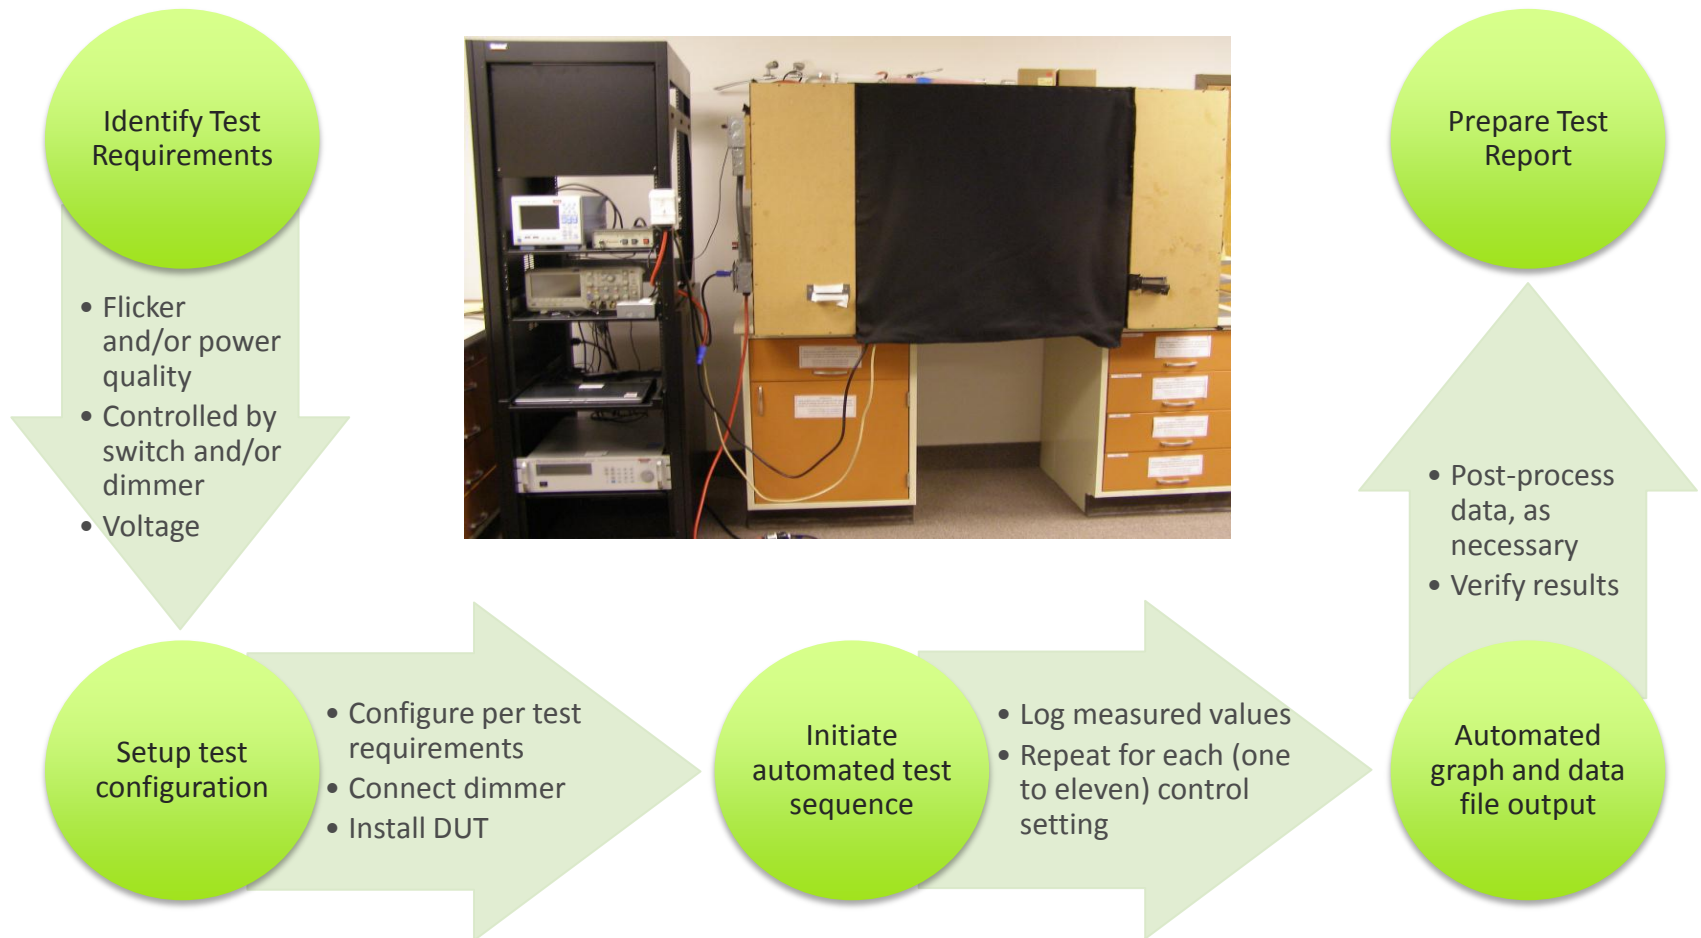 Identify Test
Requirements
• Flicker
and/or power
quality
• Controlled by
switch and/or
dimmer
• Voltage
Setup test
configuration
• Configure per test
requirements
• Connect dimmer
• Install DUT
Initiate
automated test
sequence
• Log measured values
• Repeat for each (one
to eleven) control
setting
Automated
graph and data
file output
• Post-process
data, as
necessary
• Verify results
Prepare Test
Report